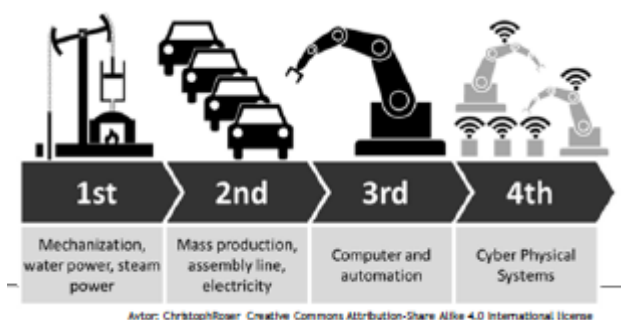 1st
2nd
3rd
4th
Mechanization,
water power, steam
power
Mass production,
assembly line,
electricity
Computer and
automation
Cyber Physical
Systems
Avtor: ChristophRoser Creative Commons Attribution-Share Alike 4.0 International license